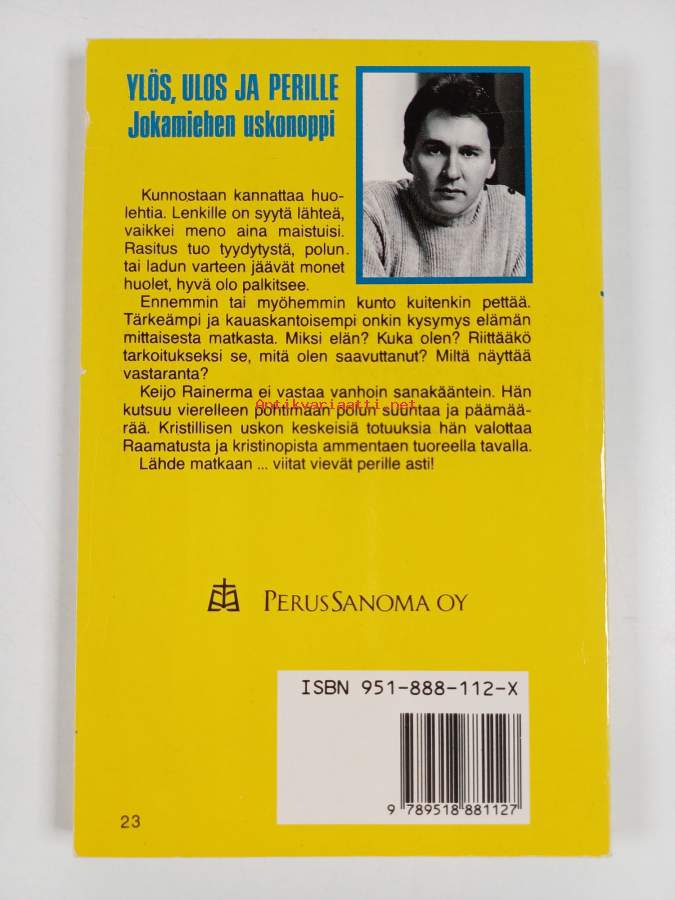 YLÖS, ULOS JA PERILLE
Jokamiehen uskonoppi
Kunnostaan kannattaa huo-
lehtia. Lenkille on syytä lähteä,
vaikkei meno aina maistuisi.
Rasitus tuo tyydytystä, polun
tai ladun varteen jäävät monet
huolet, hyvä olo palkitsee.
Ennemmin tai myöhemmin kunto kuitenkin pettää.
Tärkeämpi ja kauaskantoisempi onkin kysymys elämän
mittaisesta matkasta. Miksi elän? Kuka olen? Riittääkö
tarkoitukseksi se, mitä olen saavuttanut? Miltä näyttää
vastaranta?
Keijo Rainerma ei vastaa vanhoin sanakääntein. Hän
kutsuu vierelleen pohtimaan polun suuntaa ja päämää-
rää. Kristillisen uskon keskeisiä totuuksia hän valottaa
Raamatusta ja kristinopista ammentaen tuoreella tavalla.
Lähde matkaan ... viitat vievät perille asti!
Antikvariaatti.net
PERUSSANOMA OY
ISBN 951-888-112-X
9 789518 881127
23